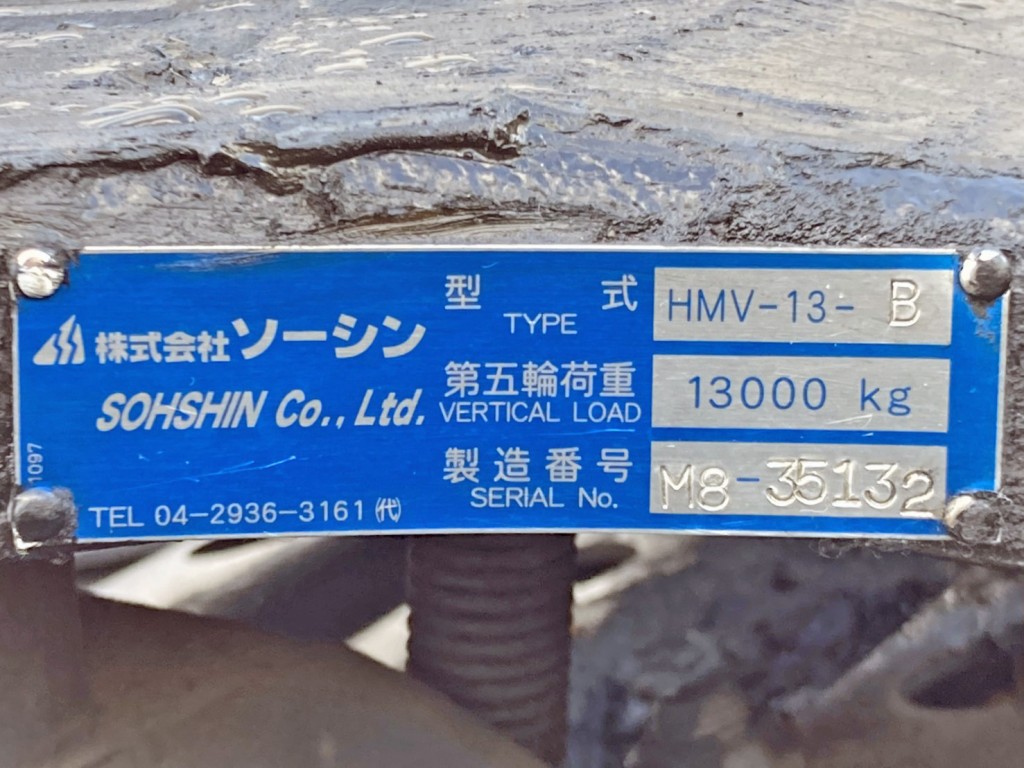 株式会社ソーシン
SOHSHIN Co., Ltd.
TEL 04-2936-3161 ㈹
1097
型式 HMV-13-B
TYPE
第五輪荷重 13000 kg
VERTICAL LOAD
製造番号 M8-35132
SERIAL No.